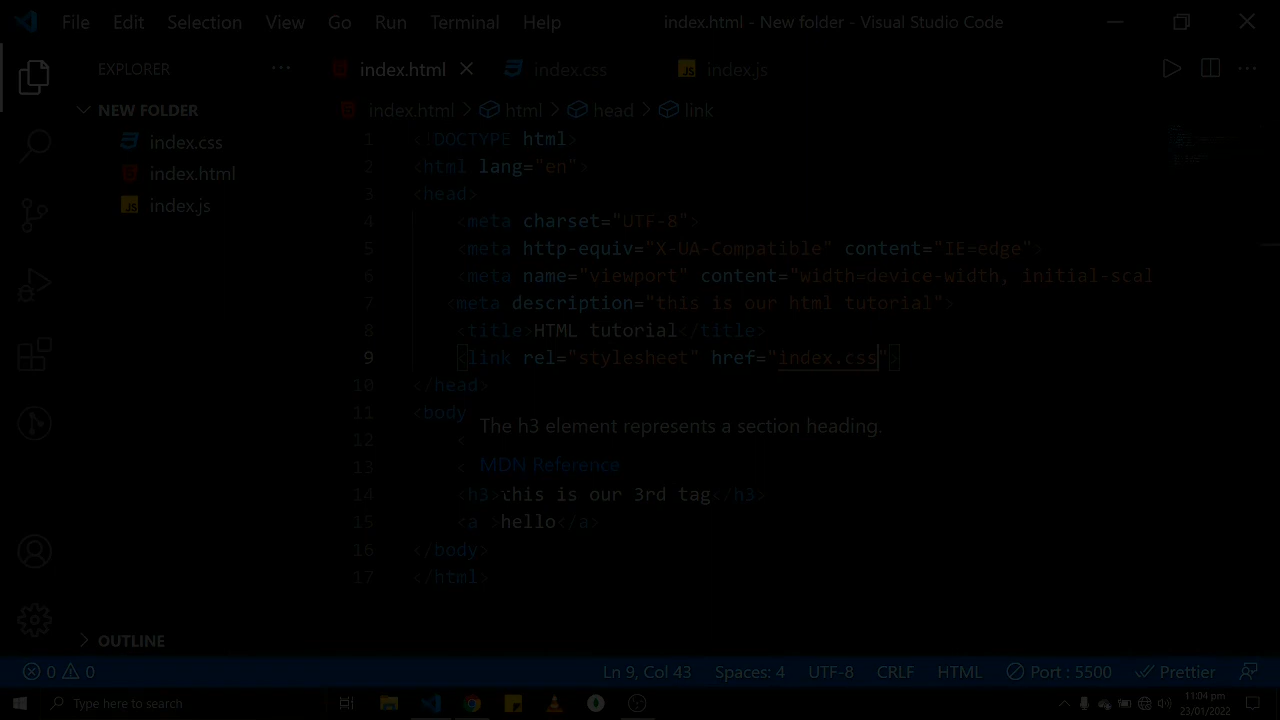 File Edit Selection View Go Run Terminal Help index.html - New folder - Visual Studio Code
EXPLORER
index.html
index.css
JS index.js
NEW FOLDER
index.css
index.html
JS index.js
OUTLINE
index.html > html > head > link
1 <!DOCTYPE html>
2 <html lang="en">
3 <head>
4 <meta charset="UTF-8">
5 <meta http-equiv="X-UA-Compatible" content="IE=edge">
6 <meta name="viewport" content="width=device-width, initial-scal
7 <meta description="this is our html tutorial">
8 <title>HTML tutorial</title>
9 <link rel="stylesheet" href="index.css">
10 </head>
11 <body
12 <
13 <
The h3 element represents a section heading.
MDN Reference
14 <h3>this is our 3rd tag</h3>
15 <a >hello</a>
16 </body>
17 </html>
0 0 Ln 9, Col 43 Spaces: 4 UTF-8 CRLF HTML Port : 5500 Prettier
Type here to search
11:04 pm
23/01/2022